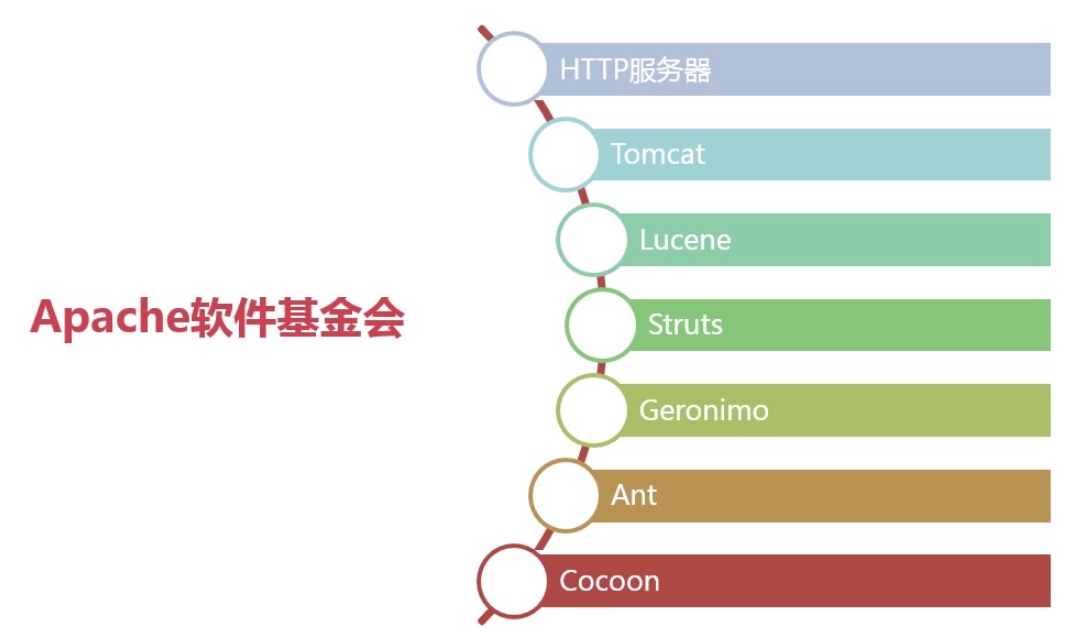 HTTP服务器
Tomcat
Lucene
Apache软件基金会
Struts
Geronimo
Ant
Cocoon